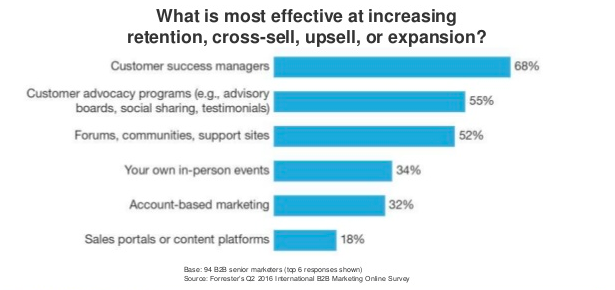 What is most effective at increasing
retention, cross-sell, upsell, or expansion?
Customer success managers 68%
Customer advocacy programs (e.g., advisory
boards, social sharing, testimonials) 55%
Forums, communities, support sites 52%
Your own in-person events 34%
Account-based marketing 32%
Sales portals or content platforms 18%
Base: 94 B2B senior marketers (top 6 responses shown)
Source: Forrester's Q2 2016 International B2B Marketing Online Survey